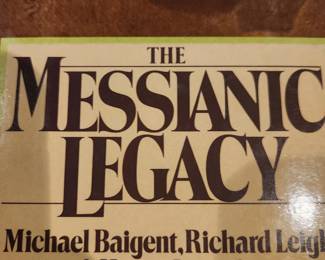 THE
MESSIANIC
LEGACY
Michael Baigent, Richard Leigh